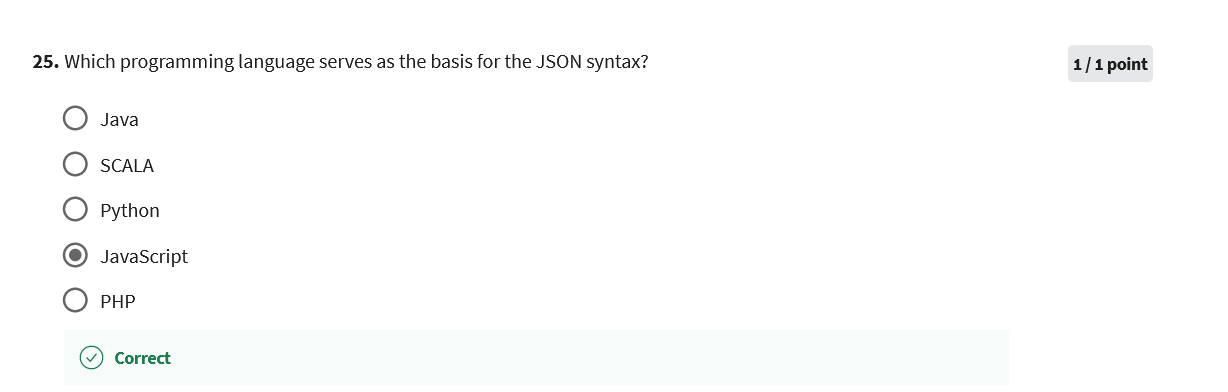 25. Which programming language serves as the basis for the JSON syntax?
1 / 1 point
Java
SCALA
Python
JavaScript
PHP
Correct